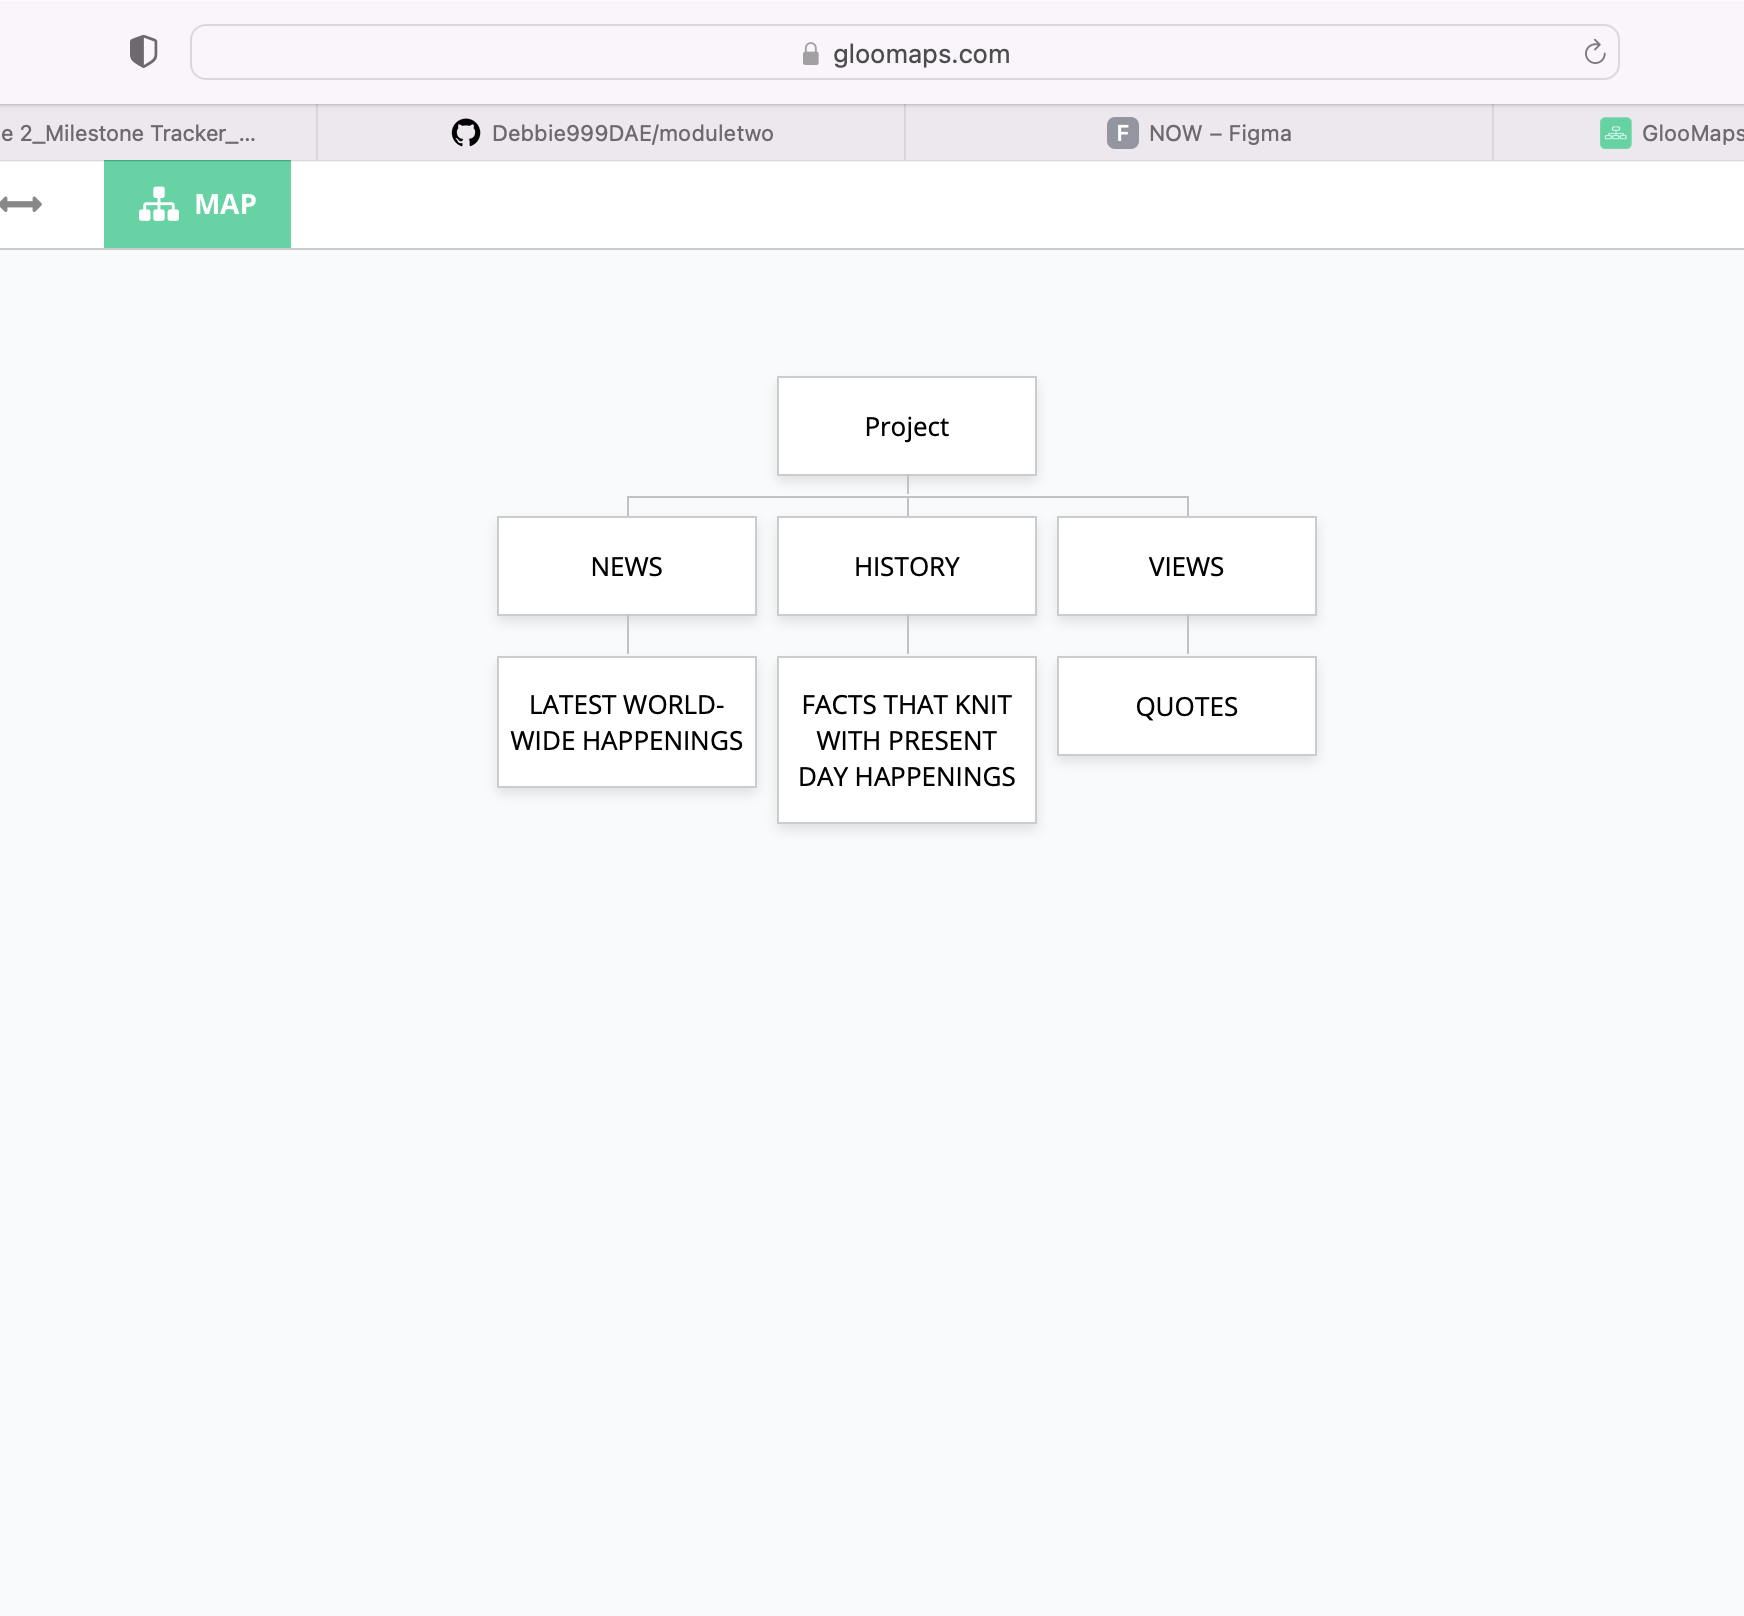 gloomaps.com
e 2_Milestone Tracker_...
Debbie999DAE/moduletwo
F NOW – Figma
GlooMaps
MAP
Project
NEWS
HISTORY
VIEWS
LATEST WORLD-
WIDE HAPPENINGS
FACTS THAT KNIT
WITH PRESENT
DAY HAPPENINGS
QUOTES